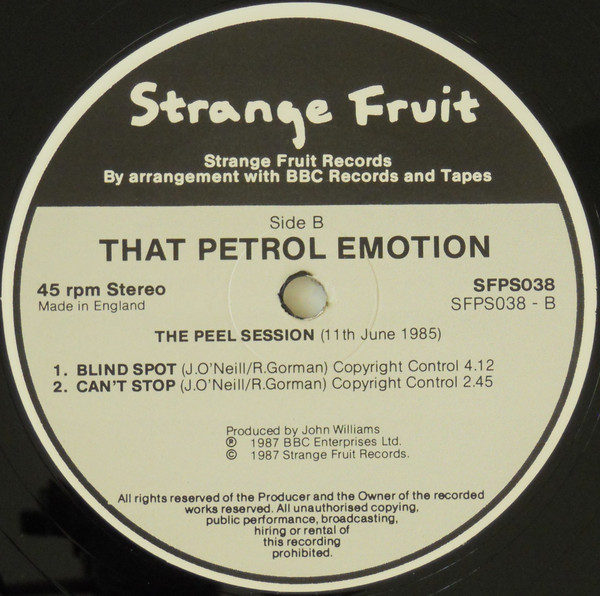 Strange Fruit
Strange Fruit Records
By arrangement with BBC Records and Tapes
Side B
THAT PETROL EMOTION
45 rpm Stereo
Made in England
SFPS038
SFPS038 - B
THE PEEL SESSION (11th June 1985)
1. BLIND SPOT (J.O'Neill/R.Gorman) Copyright Control 4.12
2. CAN'T STOP (J.O'Neill/R.Gorman) Copyright Control 2.45
Produced by John Williams
℗ 1987 BBC Enterprises Ltd.
© 1987 Strange Fruit Records.
All rights reserved of the Producer and the Owner of the recorded
works reserved. All unauthorised copying,
public performance, broadcasting,
hiring or rental of
this recording
prohibited.